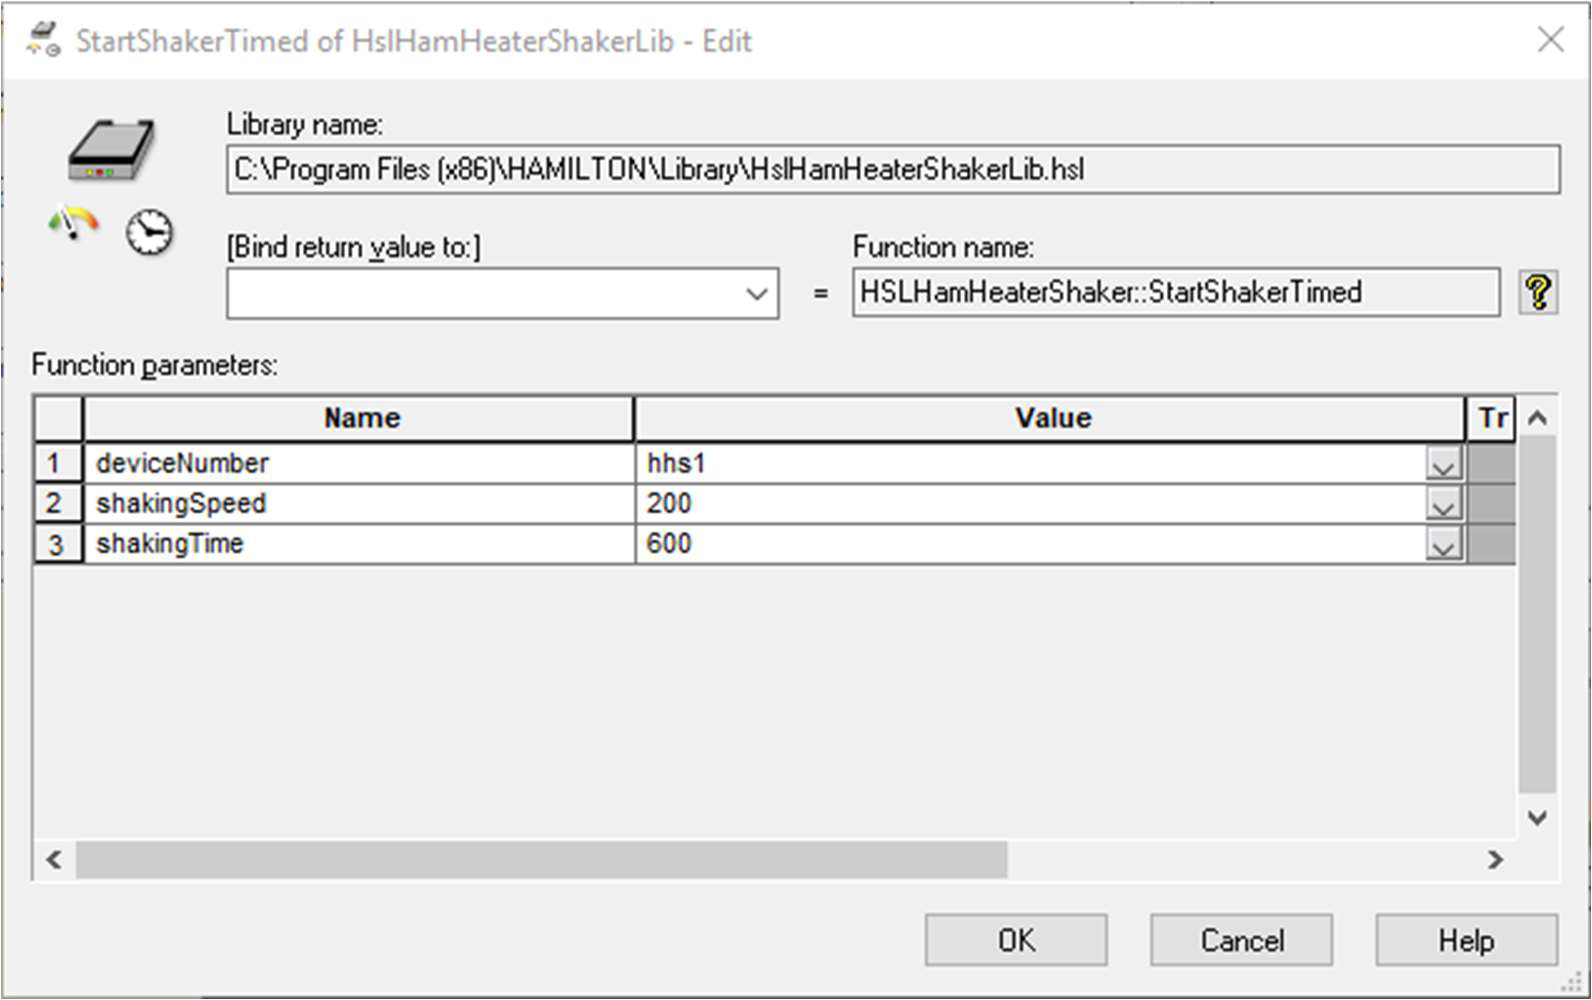 StartShakerTimed of HslHamHeaterShakerLib - Edit
Library name:
C:\Program Files (x86)\HAMILTON\Library\HslHamHeaterShakerLib.hsl
[Bind return value to:]
Function name:
=
HSLHamHeaterShaker::StartShakerTimed
?
Function parameters:
Name Value Tr
1 deviceNumber hhs1
2 shakingSpeed 200
3 shakingTime 600
OK Cancel Help